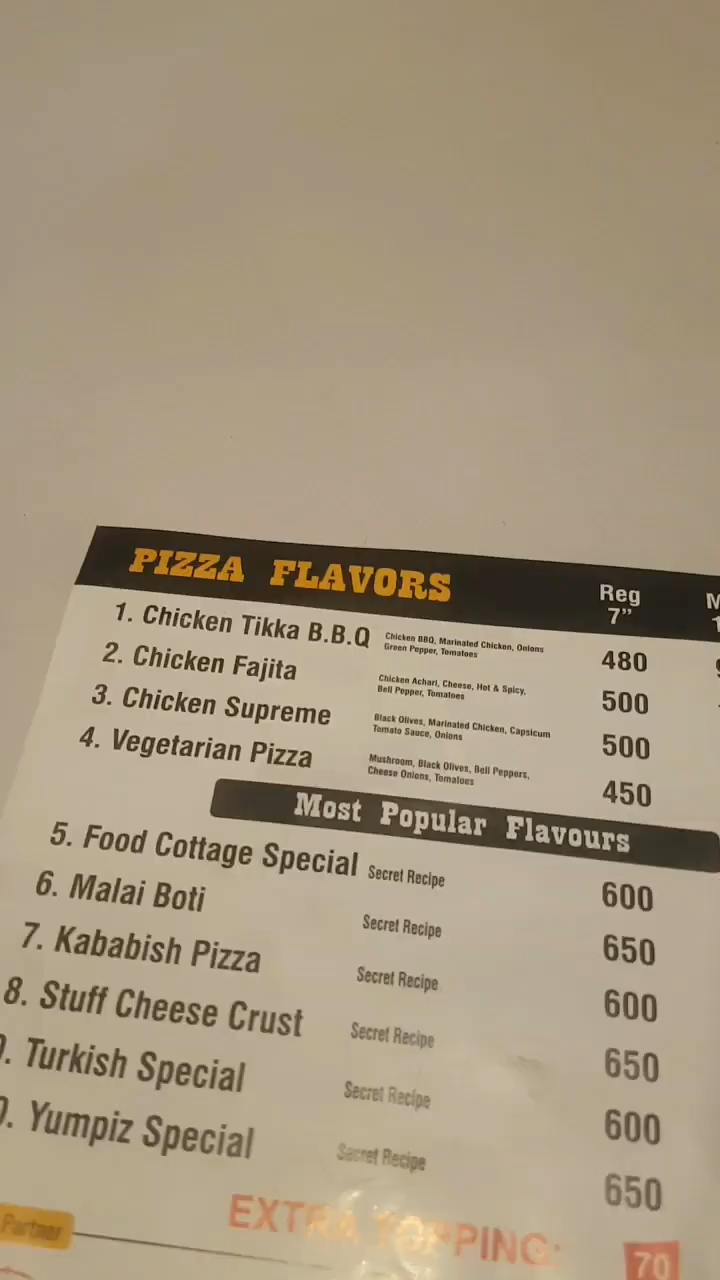 PIZZA FLAVORS Reg M
7" 1
1. Chicken Tikka B.B.Q Chicken BBQ, Marinated Chicken, Onions
Green Pepper, Tomatoes 480
2. Chicken Fajita Chicken Achari, Cheese, Hot & Spicy,
Bell Pepper, Tomatoes 500
3. Chicken Supreme Black Olives, Marinated Chicken, Capsicum
Tomato Sauce, Onions 500
4. Vegetarian Pizza Mushroom, Black Olives, Bell Peppers,
Cheese Onions, Tomatoes 450
Most Popular Flavours
5. Food Cottage Special Secret Recipe 600
6. Malai Boti Secret Recipe 650
7. Kababish Pizza Secret Recipe 600
8. Stuff Cheese Crust Secret Recipe 650
. Turkish Special Secret Recipe 600
. Yumpiz Special Secret Recipe 650
EXTRA TOPPING: 70
Partner